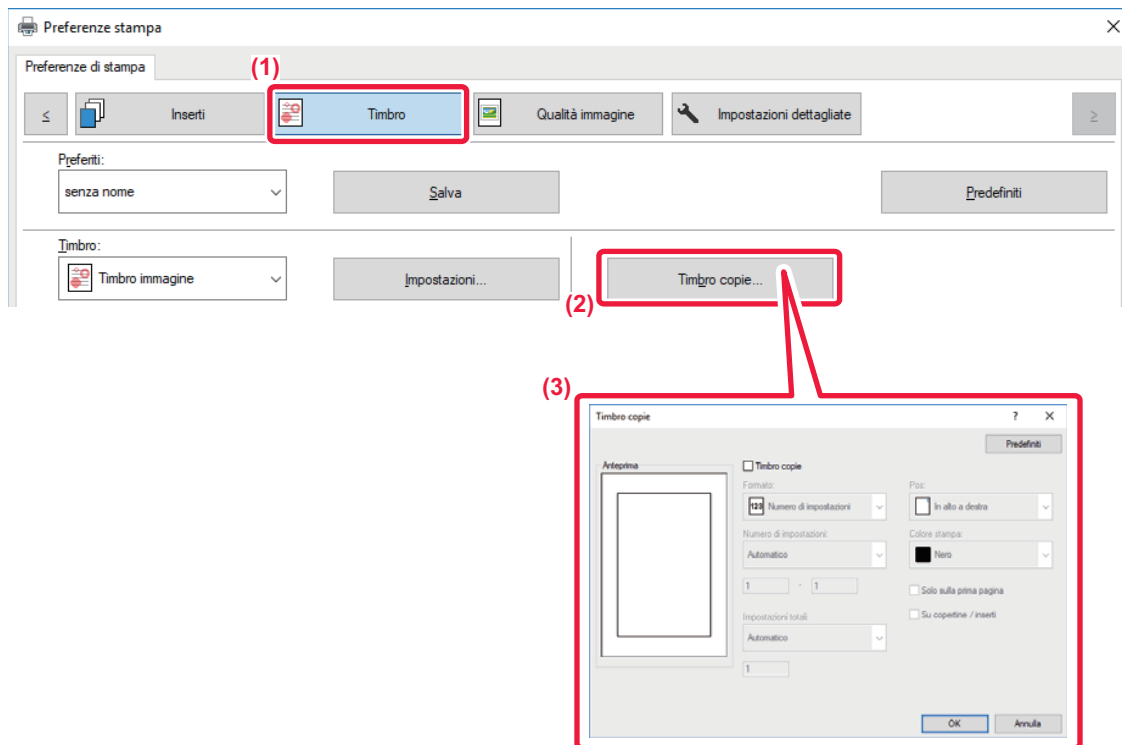 Preferenze stampa
Preferenze di stampa
(1)
≤ Inserti Timbro Qualità immagine Impostazioni dettagliate ≥
Preferiti:
senza nome Salva Predefiniti
Timbro:
Timbro immagine Impostazioni... Timbro copie...
(2)
(3)
Timbro copie ?
Predefiniti
Anteprima Timbro copie
Formato: Pos:
123 Numero di impostazioni In alto a destra
Numero di impostazioni: Colore stampa:
Automatico Nero
1 - 1 Solo sulla prima pagina
Impostazioni totali Su copertine / inserti
Automatico
1
OK Annulla